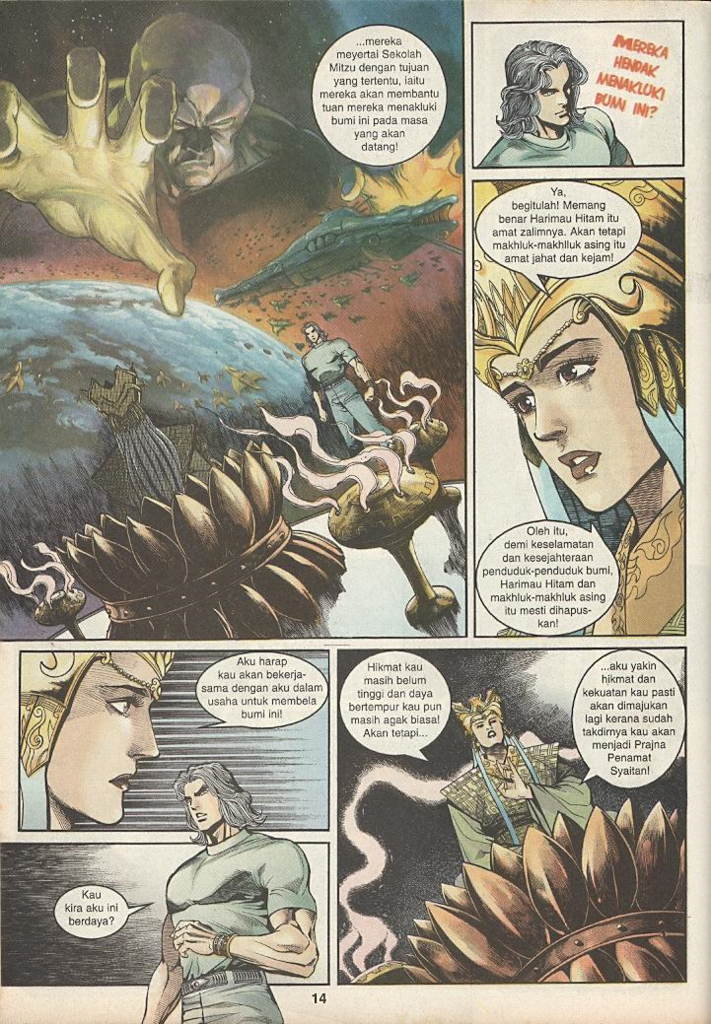 ...mereka
meyertai Sekolah
Mitzu dengan tujuan
yang tertentu, iaitu
mereka akan membantu
tuan mereka menakluki
bumi ini pada masa
yang akan
datang!
MEREKA
HENDAK
MENAKLUKI
BUMI INI?
Ya,
begitulah! Memang
benar Harimau Hitam itu
amat zalimnya. Akan tetapi
makhluk-makhlluk asing itu
amat jahat dan kejam!
Oleh itu,
demi keselamatan
dan kesejahteraan
penduduk-penduduk bumi,
Harimau Hitam dan
makhluk-makhluk asing
itu mesti dihapus-
kan!
Aku harap
kau akan bekerja-
sama dengan aku dalam
usaha untuk membela
bumi ini!
Kau
kira aku ini
berdaya?
Hikmat kau
masih belum
tinggi dan daya
bertempur kau pun
masih agak biasa!
Akan tetapi...
...aku yakin
hikmat dan
kekuatan kau pasti
akan dimajukan
lagi kerana sudah
takdirnya kau akan
menjadi Prajna
Penamat
Syaitan!
14